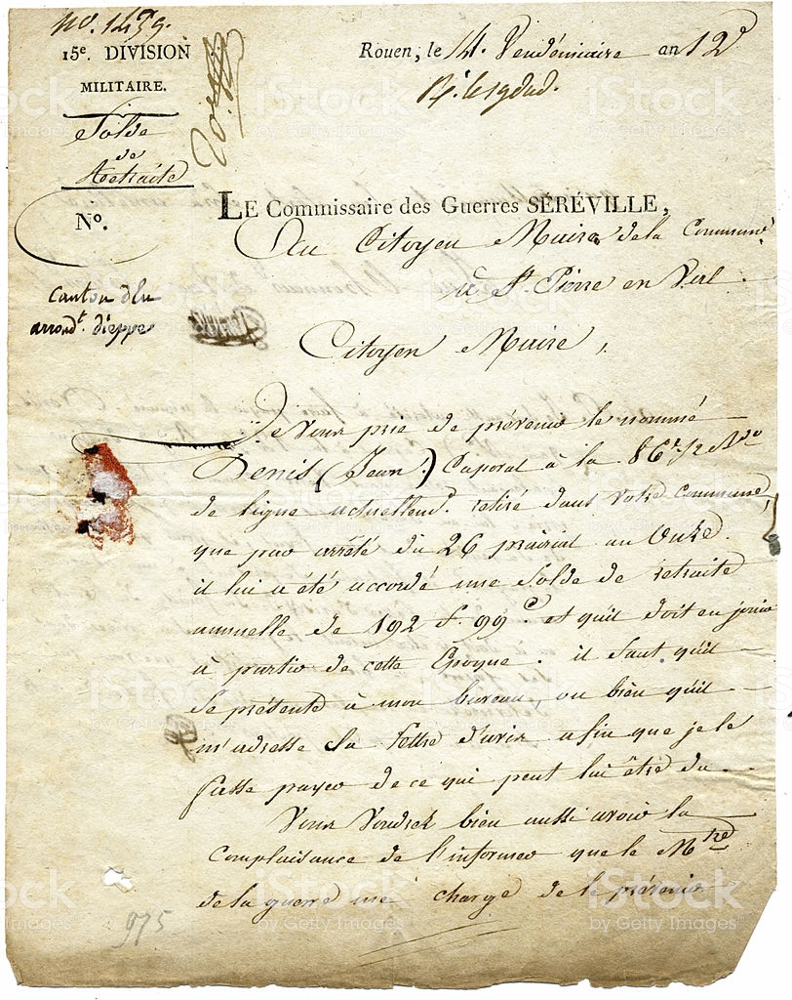 No. 1459.
15e. DIVISION
MILITAIRE.
Solde
de
Retraite
No.
Canton d'Eu
arrondt. dieppe
Rouen, le 14 Vendémiaire an 12e
LE Commissaire des Guerres SÉRÉVILLE,
Au Citoyen Maire de la Commune
de St. Pierre en Val.
Citoyen Maire,
Je vous prie de prévenir le nommé
Denis (Jean) Caporal à la 86e. 1/2 Bde
de ligne actuellemt. retiré dans votre commune,
que par arrêté du 26 prairial an Onze.
il lui a été accordé une Solde de retraite
annuelle de 192 f. 99 c. et qu'il doit en jouir
à partir de cette Epoque. il faut qu'il
Se présente à mon bureau, ou bien qu'il
m'adresse Sa Lettre d'avis afin que je le
fasse payer de ce qui peut lui être du.
Vous Voudrez bien aussi avoir la
Complaisance de l'informer que le Mtre
de la guerre me charge de le prévenir
975
iStock
by Getty Images